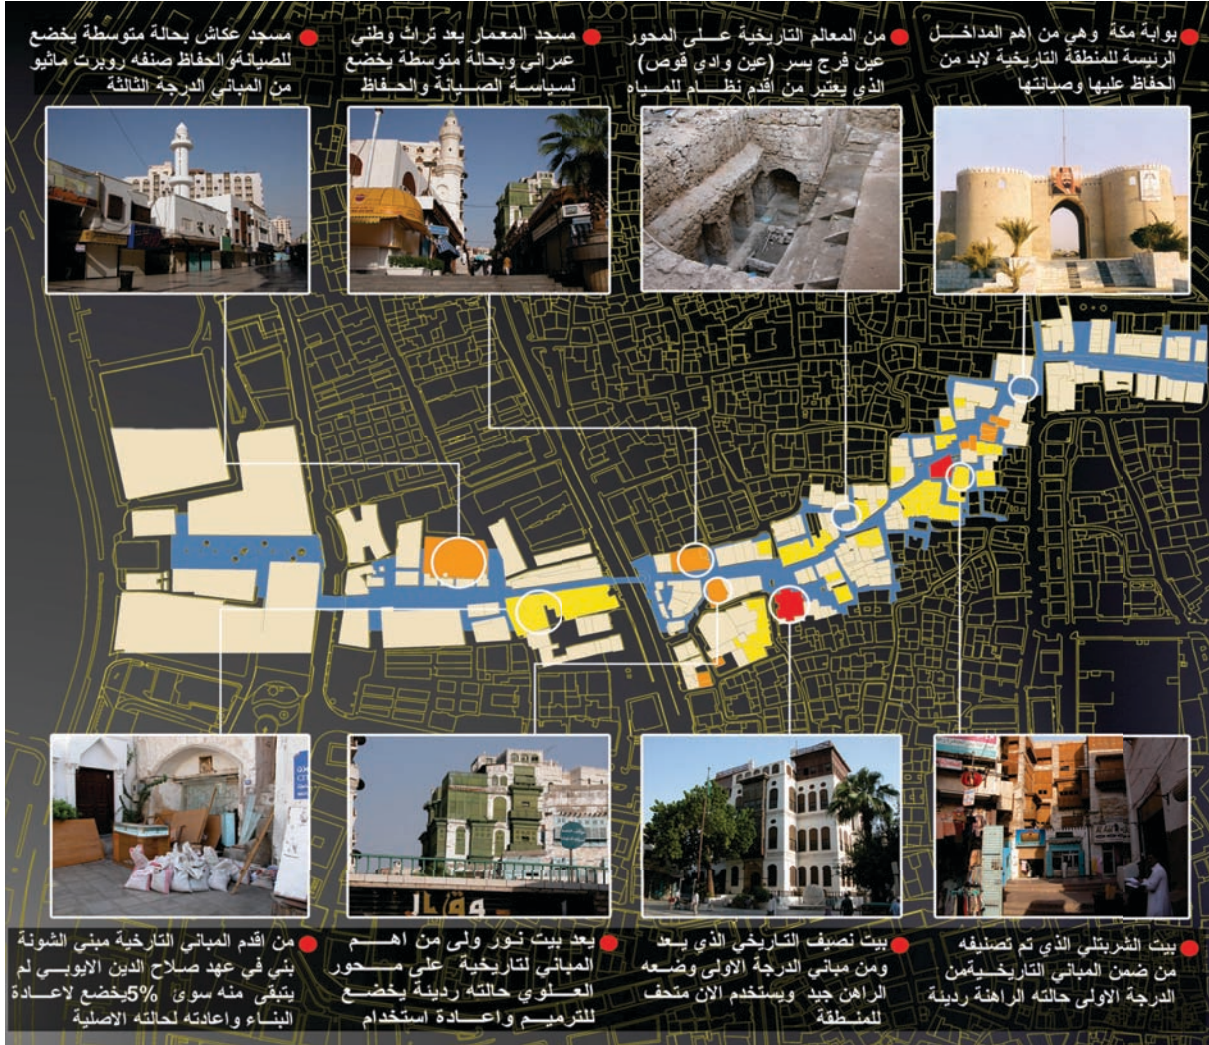 بوابة مكة وهي من اهم المداخل
الرئيسة للمنطقة التاريخية لابد من
الحفاظ عليها وصيانتها
من المعالم التاريخية على المحور
عين فرج يسر (عين وادي قوص)
الذي يعتبر من أقدم نظام للمياه
مسجد المعمار يعد تراث وطني
عمراني وبحالة متوسطة يخضع
لسياسة الصيانة والحفاظ
مسجد عكاش بحالة متوسطة يخضع
للصيانةوالحفاظ صنفه روبرت ماثيو
من المباني الدرجة الثالثة
بيت الشربتلي الذي تم تصنيفه
من ضمن المباني التاريخيةمن
الدرجة الاولى حالته الراهنة رديئة
بيت نصيف التاريخي الذي يعد
ومن مباني الدرجة الاولى وضعه
الراهن جيد ويستخدم الان متحف
للمنطقة
يعد بيت نور ولى من اهم
المباني لتاريخية على محور
العلوي حالته رديئة يخضع
للترميم واعادة استخدام
من اقدم المباني التارخية مبني الشونة
بني في عهد صلاح الدين الايوبي لم
يتبقى منه سوئ 5%يخضع لاعادة
البناء واعادته لحالته الاصلية